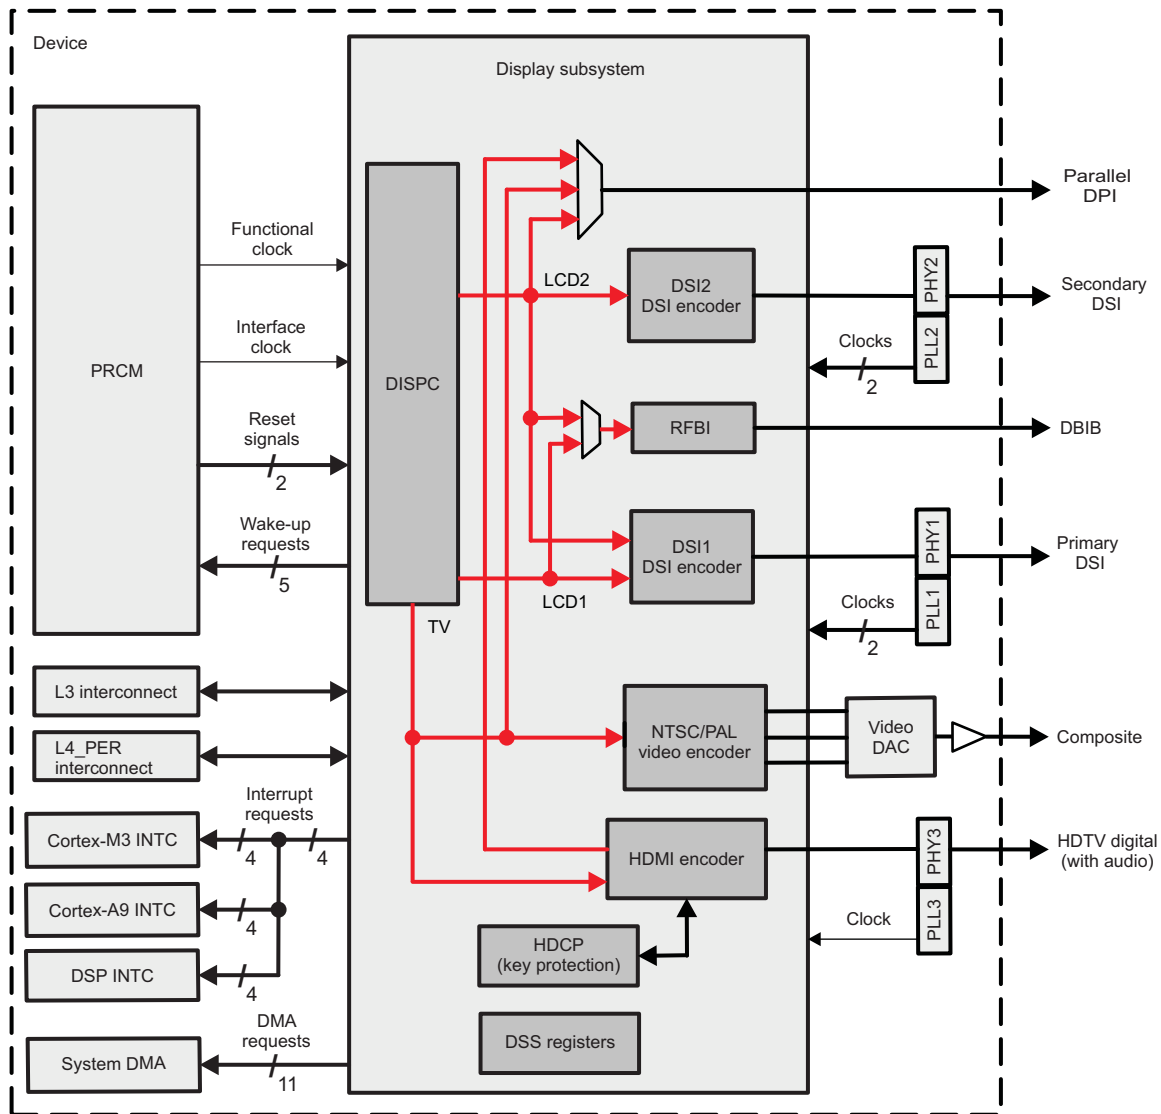 Device
Display subsystem
PRCM
Functional
clock
Interface
clock
Reset
signals
2
Wake-up
requests
5
DISPC
LCD2
LCD1
TV
DSI2
DSI encoder
RFBI
DSI1
DSI encoder
NTSC/PAL
video encoder
HDMI encoder
HDCP
(key protection)
DSS registers
PHY2
PLL2
Clocks
2
PHY1
PLL1
Clocks
2
Video
DAC
PHY3
PLL3
Clock
Parallel
DPI
Secondary
DSI
DBIB
Primary
DSI
Composite
HDTV digital
(with audio)
L3 interconnect
L4_PER
interconnect
Interrupt
requests
Cortex-M3 INTC
4
4
Cortex-A9 INTC
4
DSP INTC
4
DMA
requests
System DMA
11